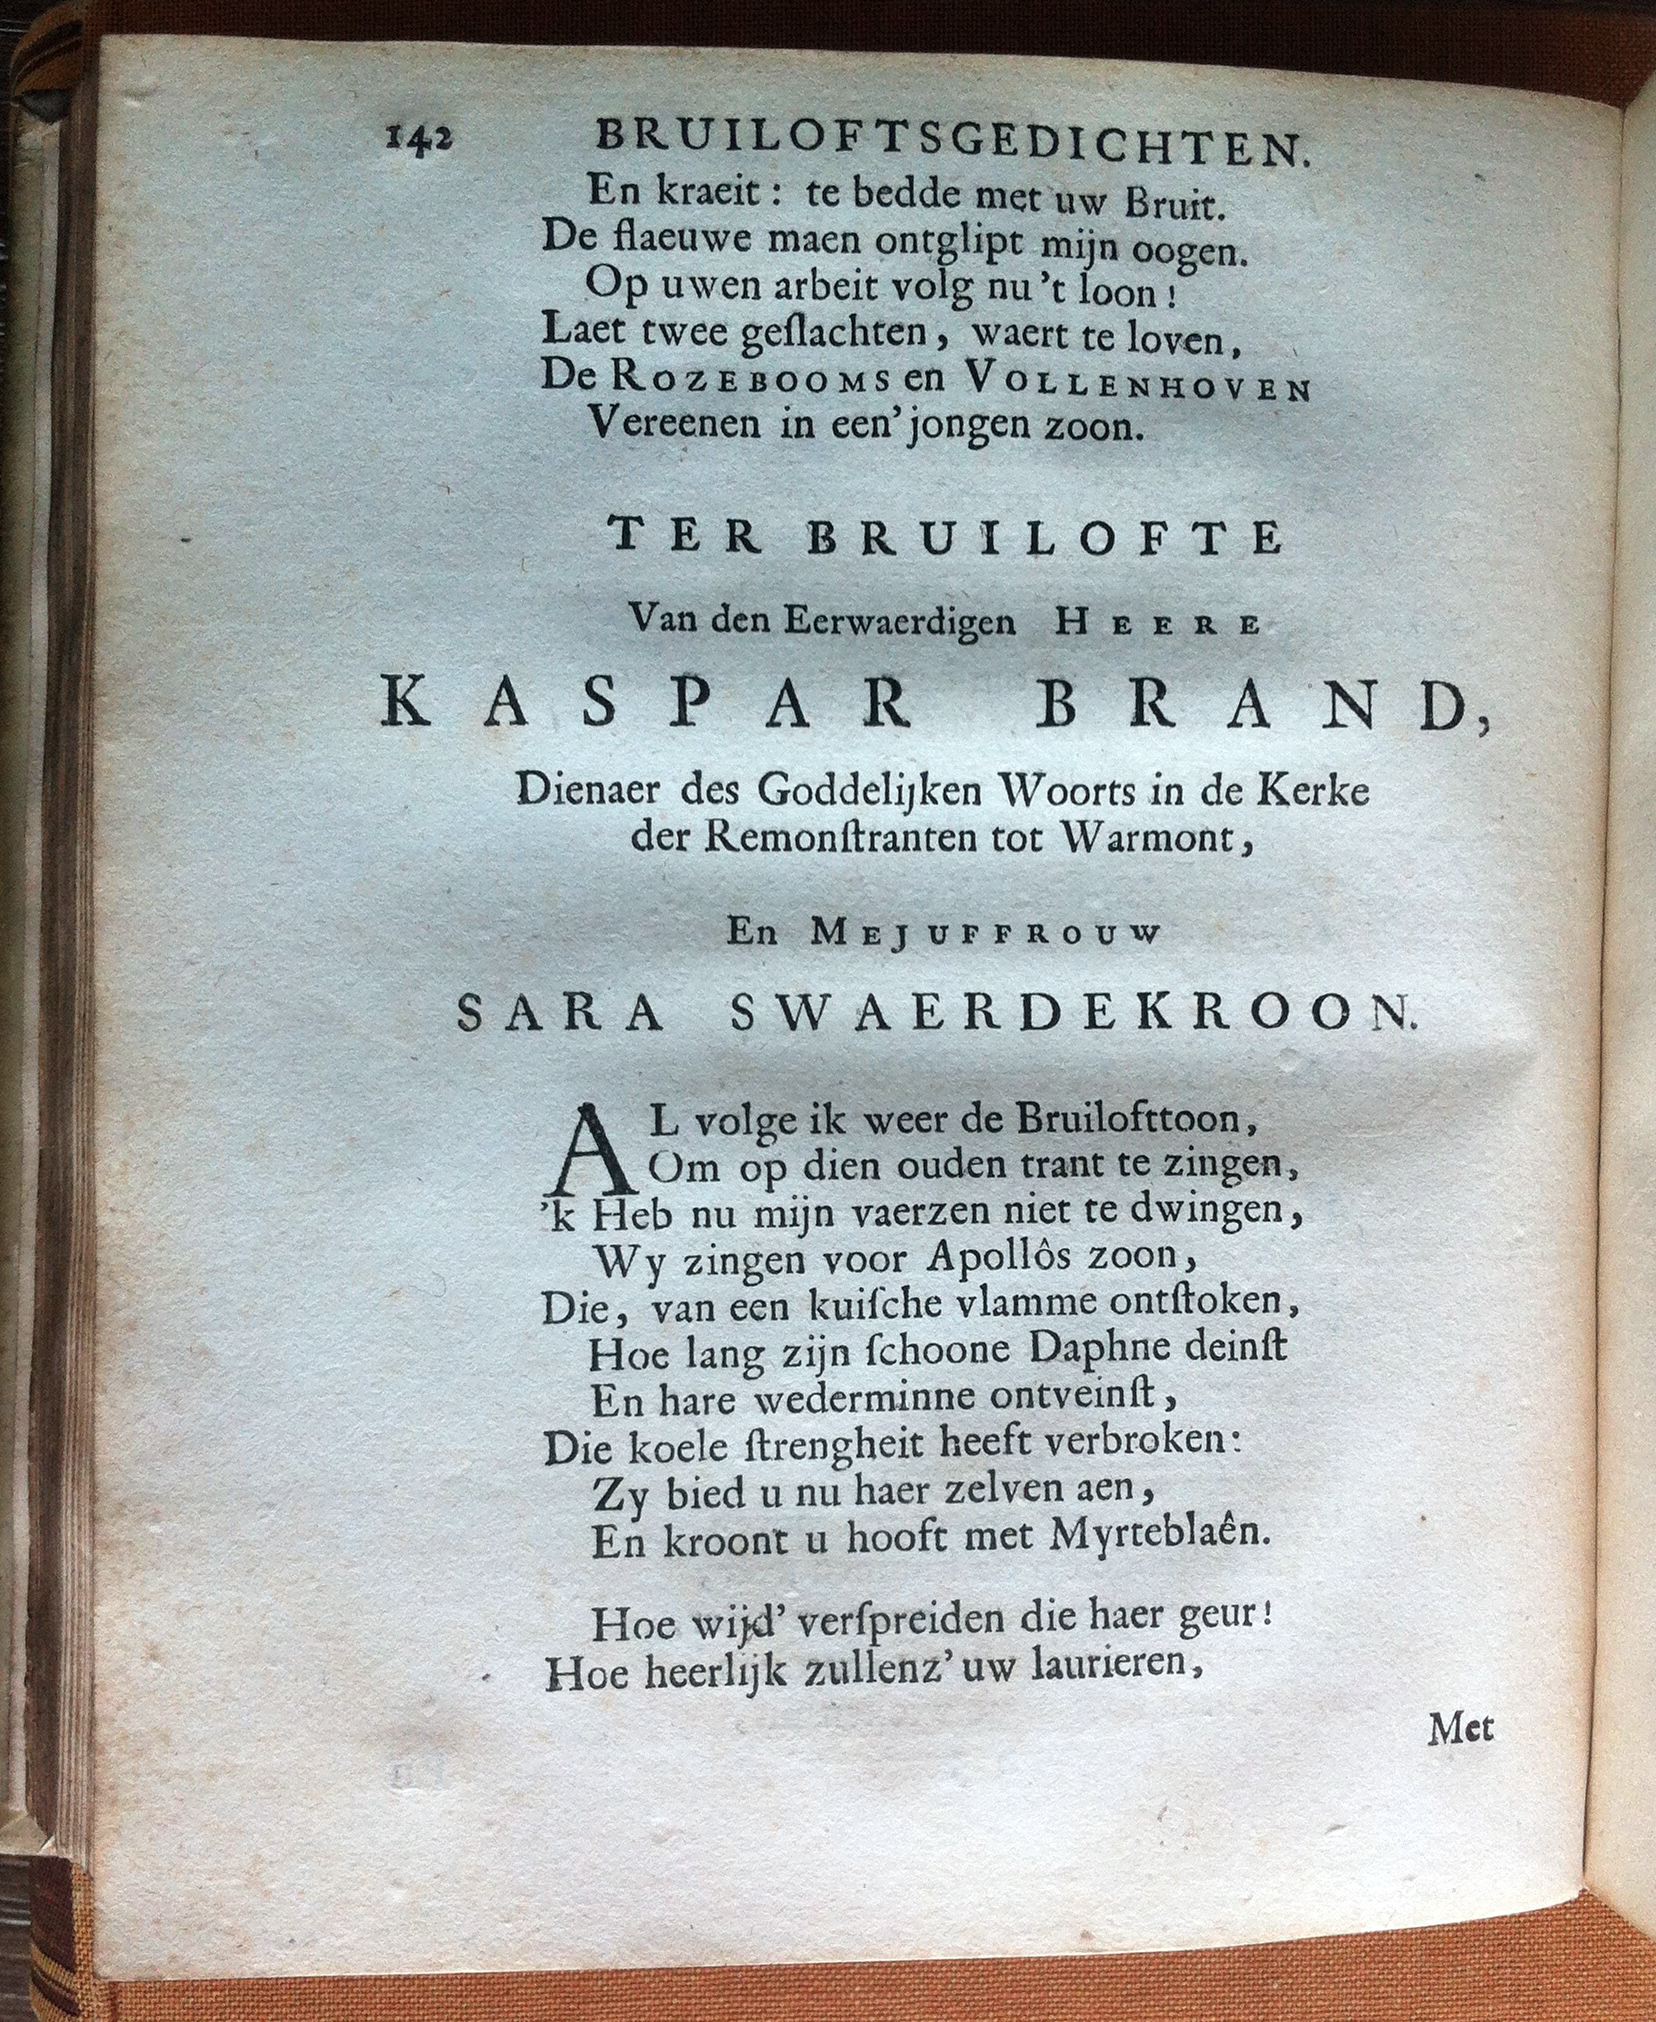 142 BRUILOFTSGEDICHTEN.
En kraeit: te bedde met uw Bruit.
De flaeuwe maen ontglipt mijn oogen.
Op uwen arbeit volg nu 't loon!
Laet twee geſlachten, waert te loven,
De ROZEBOOMS en VOLLENHOVEN
Vereenen in een' jongen zoon.
TER BRUILOFTE
Van den Eerwaerdigen HEERE
KASPAR BRAND,
Dienaer des Goddelijken Woorts in de Kerke
der Remonſtranten tot Warmont,
En MEJUFFROUW
SARA SWAERDEKROON.
AL volge ik weer de Bruilofttoon,
Om op dien ouden trant te zingen,
'k Heb nu mijn vaerzen niet te dwingen,
Wy zingen voor Apollôs zoon,
Die, van een kuiſche vlamme ontſtoken,
Hoe lang zijn ſchoone Daphne deinſt
En hare wederminne ontveinſt,
Die koele ſtrengheit heeft verbroken:
Zy bied u nu haer zelven aen,
En kroont u hooft met Myrteblaên.
Hoe wijd' verſpreiden die haer geur!
Hoe heerlijk zullenz' uw laurieren,
Met